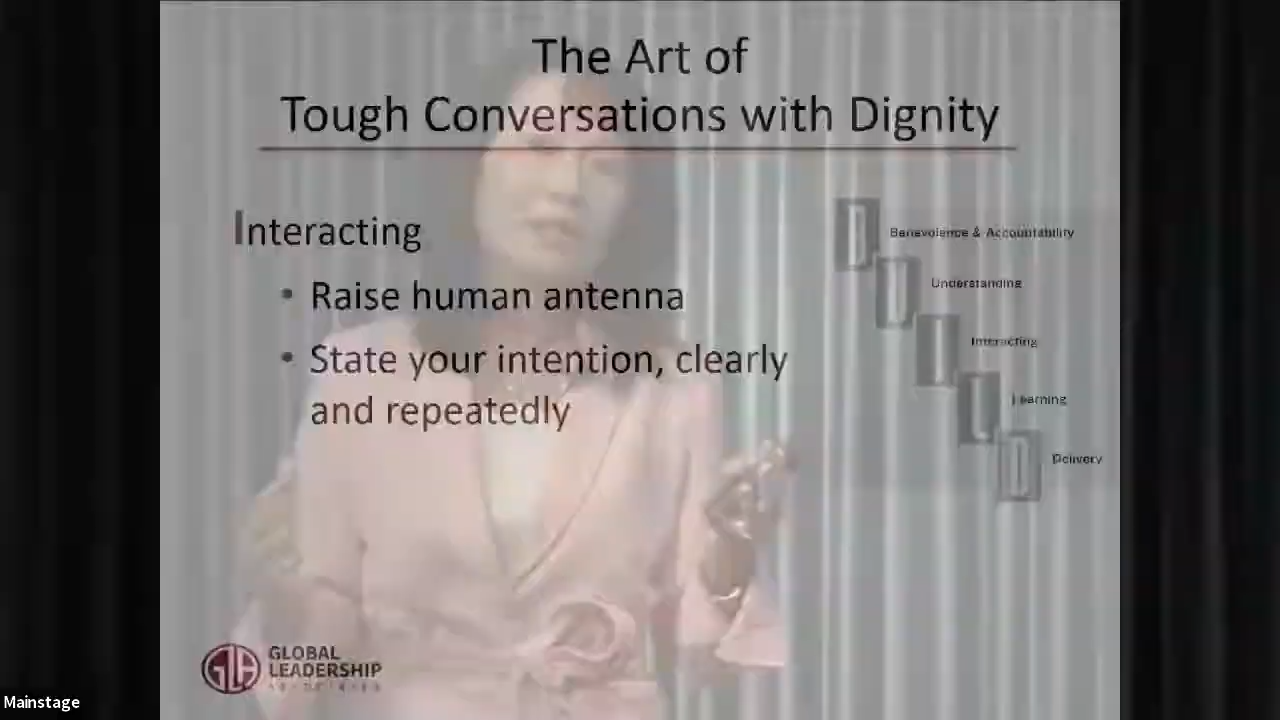 The Art of
Tough Conversations with Dignity
Interacting
• Raise human antenna
• State your intention, clearly
and repeatedly
Benevolence & Accountability
Understanding
Interacting
Learning
Delivery
GLA
GLOBAL
LEADERSHIP
Mainstage